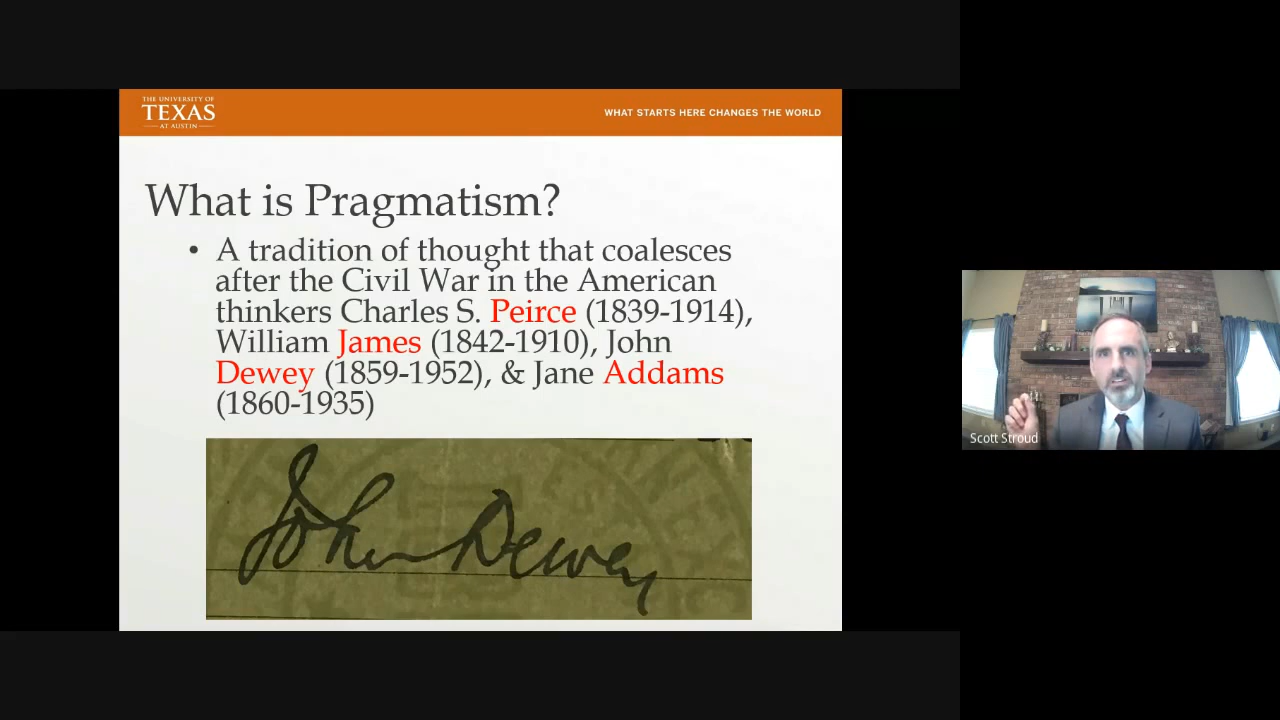 THE UNIVERSITY OF
TEXAS
AT AUSTIN
WHAT STARTS HERE CHANGES THE WORLD
What is Pragmatism?
• A tradition of thought that coalesces
after the Civil War in the American
thinkers Charles S. Peirce (1839-1914),
William James (1842-1910), John
Dewey (1859-1952), & Jane Addams
(1860-1935)
John Dewey
Scott Stroud